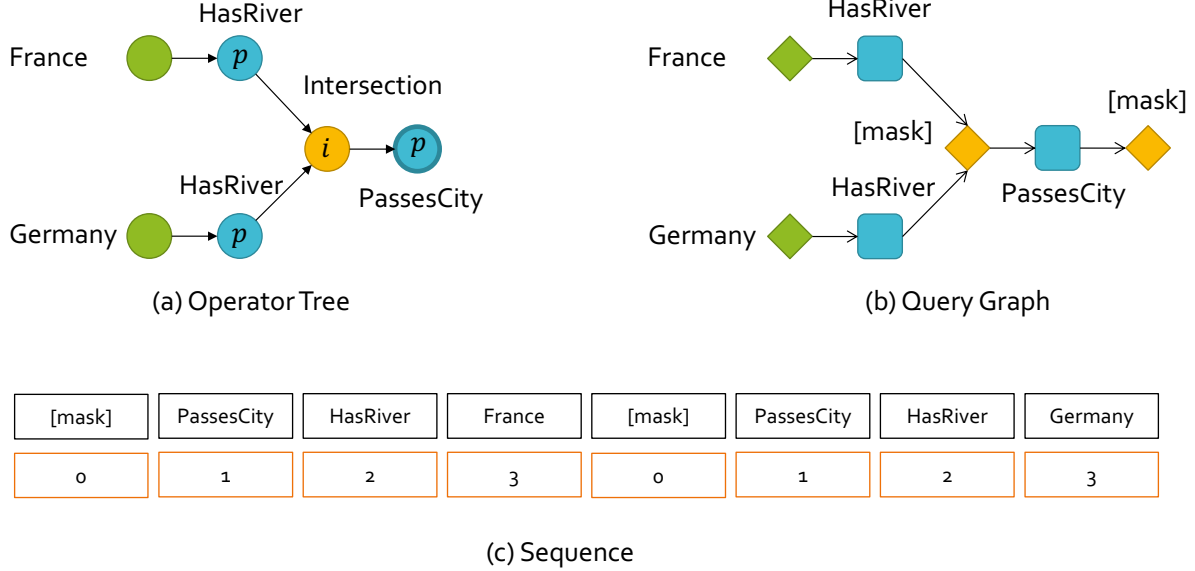 HasRiver
France
p
Intersection
i
p
HasRiver
PassesCity
Germany
p
(a) Operator Tree
HasRiver
France
[mask]
[mask]
HasRiver
PassesCity
Germany
(b) Query Graph
[mask] PassesCity HasRiver France [mask] PassesCity HasRiver Germany
0 1 2 3 0 1 2 3
(c) Sequence